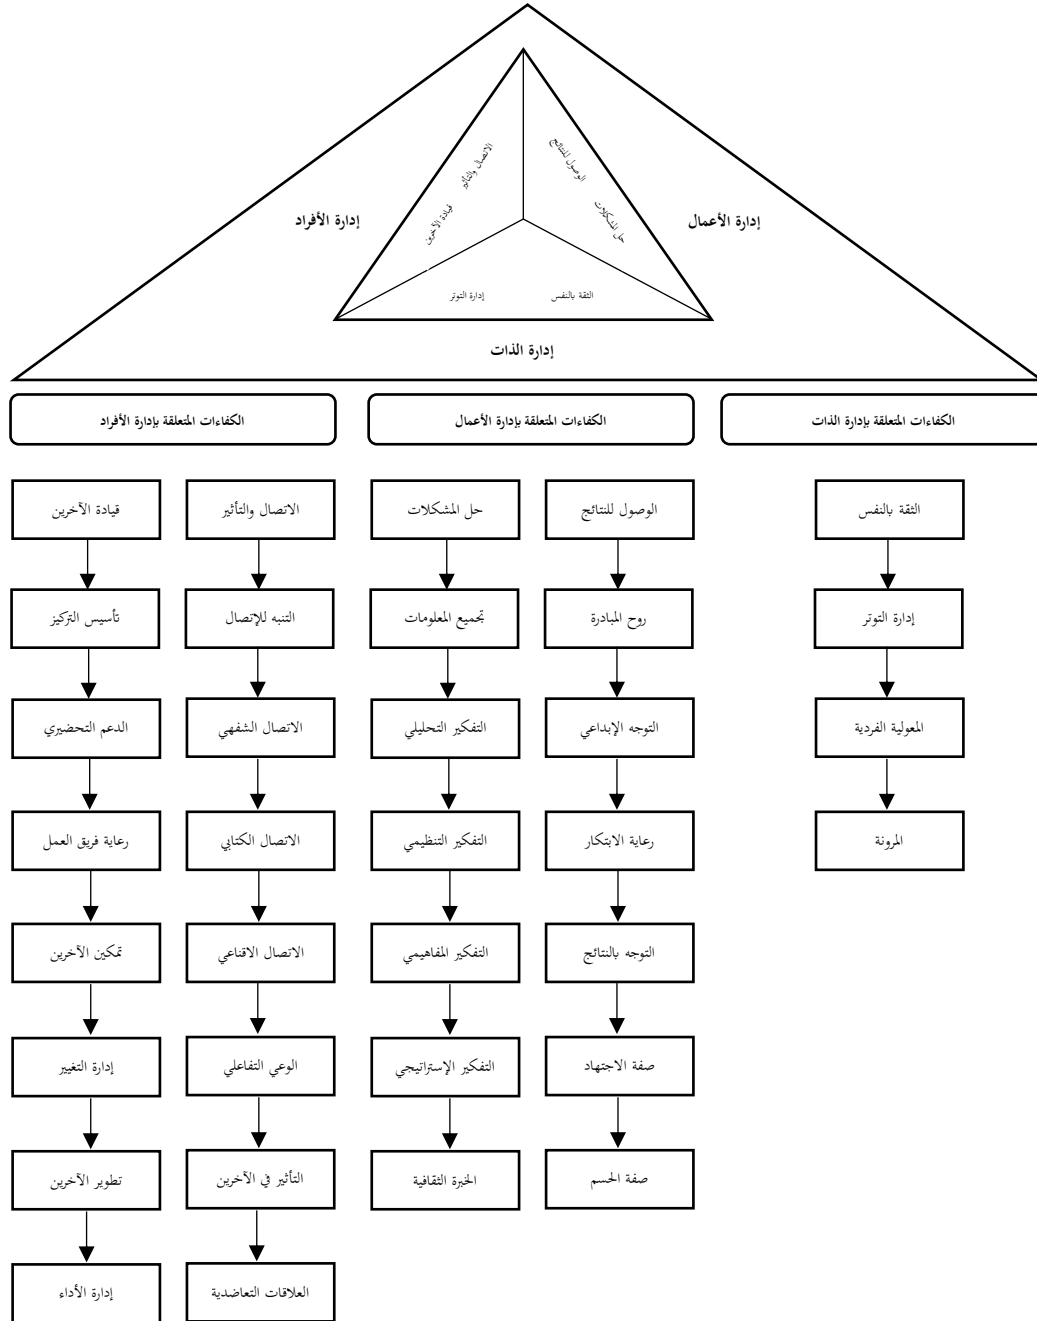 الوصول للنتائج
الاتصال والتأثير
حل المشكلات
قيادة الآخرين
إدارة الأعمال
إدارة الأفراد
الثقة بالنفس
إدارة التوتر
إدارة الذات
الكفاءات المتعلقة بإدارة الذات
الكفاءات المتعلقة بإدارة الأعمال
الكفاءات المتعلقة بإدارة الأفراد
الثقة بالنفس
إدارة التوتر
المعولية الفردية
المرونة
الوصول للنتائج
روح المبادرة
التوجه الإبداعي
رعاية الابتكار
التوجه بالنتائج
صفة الاجتهاد
صفة الحسم
حل المشكلات
تجميع المعلومات
التفكير التحليلي
التفكير التنظيمي
التفكير المفاهيمي
التفكير الإستراتيجي
الخبرة الثقافية
الاتصال والتأثير
التنبه للإتصال
الاتصال الشفهي
الاتصال الكتابي
الاتصال الاقناعي
الوعي التفاعلي
التأثير في الآخرين
العلاقات التعاضدية
قيادة الآخرين
تأسيس التركيز
الدعم التحضيري
رعاية فريق العمل
تمكين الآخرين
إدارة التغيير
تطوير الآخرين
إدارة الأداء